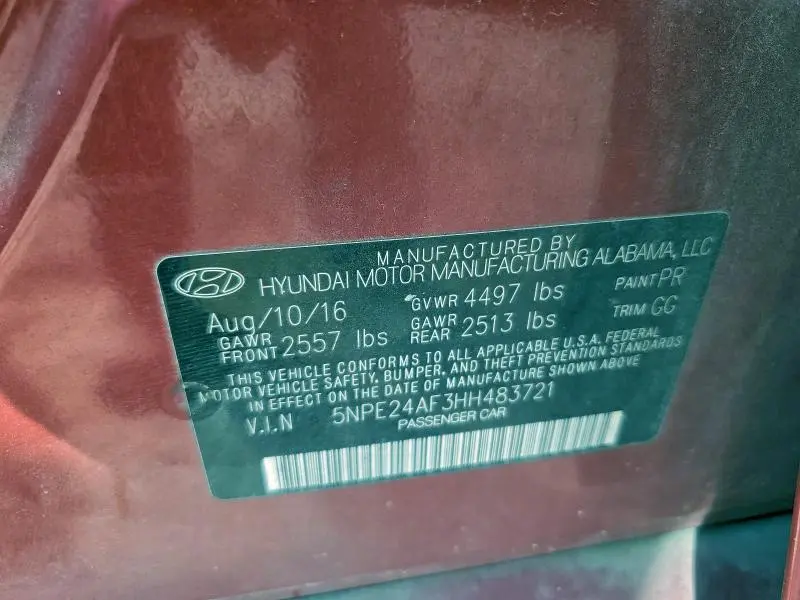 MANUFACTURED BY
HYUNDAI MOTOR MANUFACTURING ALABAMA, LLC
Aug/10/16 GVWR 4497 lbs PAINT PR
GAWR FRONT 2557 lbs GAWR REAR 2513 lbs TRIM GG
THIS VEHICLE CONFORMS TO ALL APPLICABLE U.S.A. FEDERAL
MOTOR VEHICLE SAFETY, BUMPER, AND THEFT PREVENTION STANDARDS
IN EFFECT ON THE DATE OF MANUFACTURE SHOWN ABOVE
V.I.N 5NPE24AF3HH483721
PASSENGER CAR